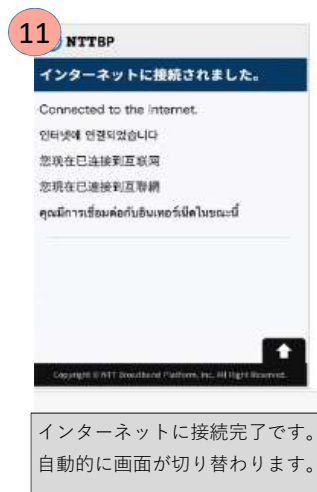 11
NTTBP
インターネットに接続されました。
Connected to the Internet.
인터넷에 연결되었습니다
您现在已连接到互联网
您現在已連接到互聯網
คุณมีการเชื่อมต่อกับอินเทอร์เน็ตในขณะนี้
Copyright © NTT Broadband Platform, Inc. All Right Reserved.
インターネットに接続完了です。
自動的に画面が切り替わります。